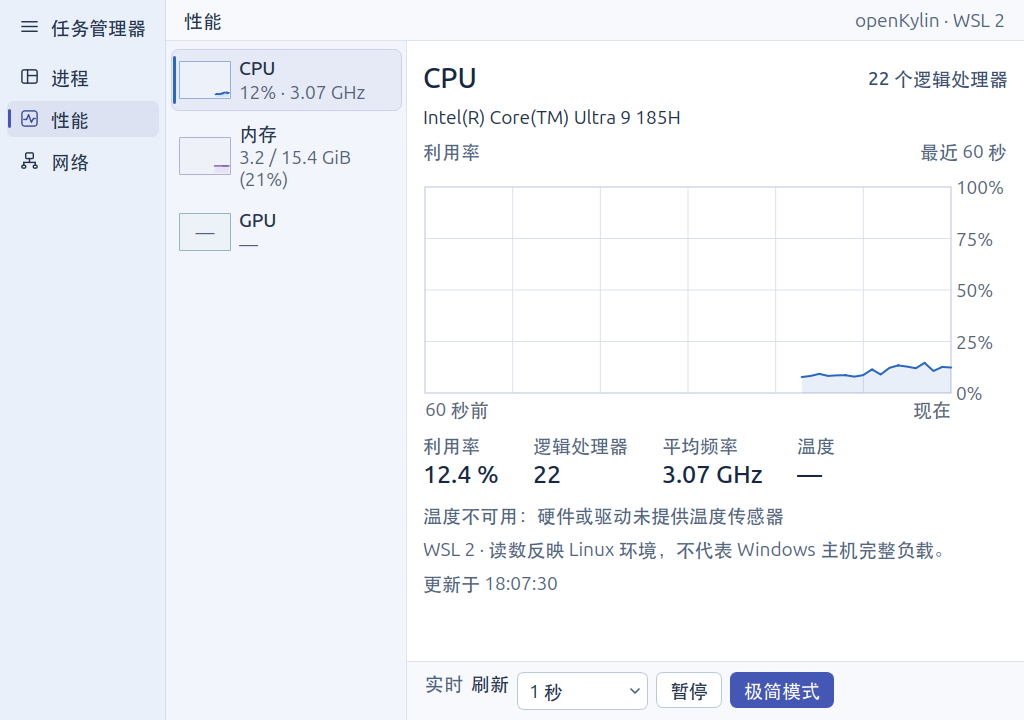 任务管理器
进程
性能
网络
性能
openKylin · WSL 2
CPU
12% · 3.07 GHz
内存
3.2 / 15.4 GiB
(21%)
GPU
—
—
CPU
22 个逻辑处理器
Intel(R) Core(TM) Ultra 9 185H
利用率
最近 60 秒
100%
75%
50%
25%
0%
60 秒前
现在
利用率
12.4 %
逻辑处理器
22
平均频率
3.07 GHz
温度
—
温度不可用：硬件或驱动未提供温度传感器
WSL 2 · 读数反映 Linux 环境，不代表 Windows 主机完整负载。
更新于 18:07:30
实时 刷新 1 秒 暂停 极简模式